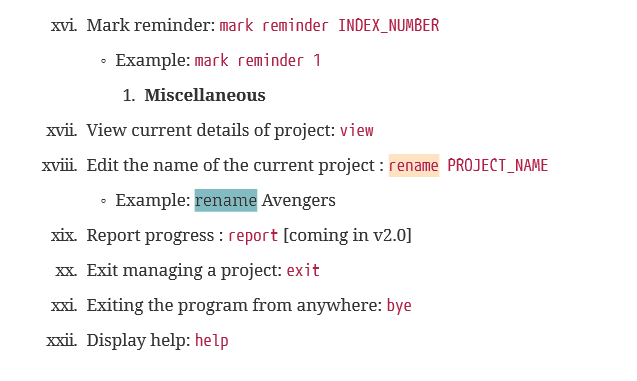 xvi. Mark reminder: mark reminder INDEX_NUMBER
◦ Example: mark reminder 1
1. Miscellaneous
xvii. View current details of project: view
xviii. Edit the name of the current project : rename PROJECT_NAME
◦ Example: rename Avengers
xix. Report progress : report [coming in v2.0]
xx. Exit managing a project: exit
xxi. Exiting the program from anywhere: bye
xxii. Display help: help